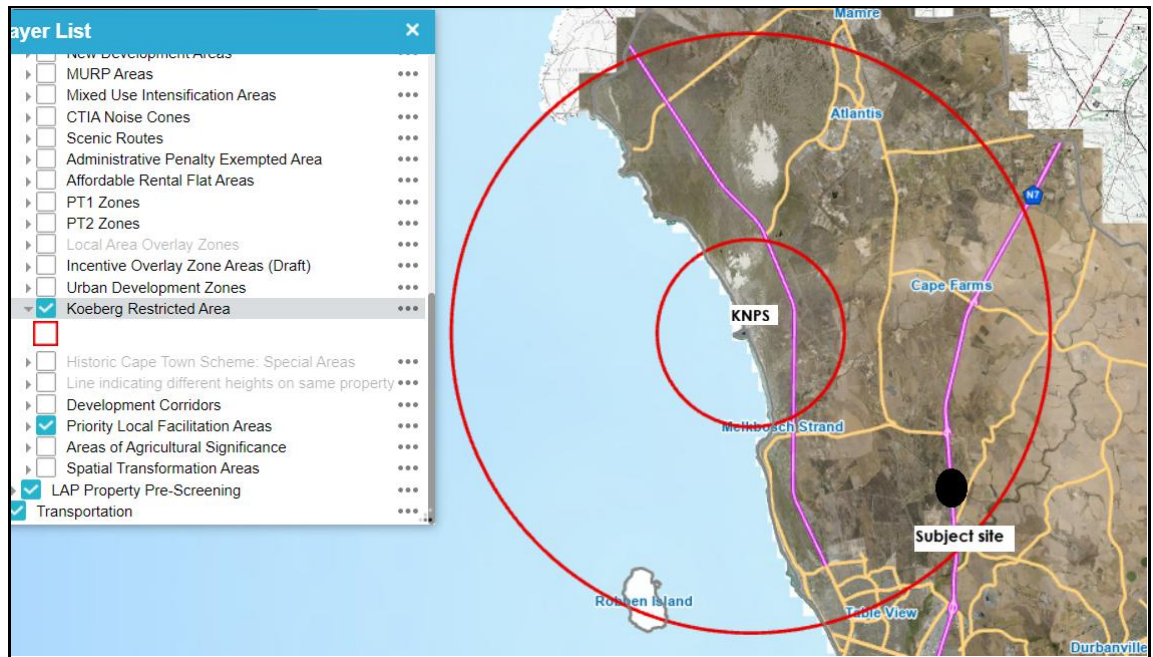 ayer List
New Development Areas
MURP Areas
Mixed Use Intensification Areas
CTIA Noise Cones
Scenic Routes
Administrative Penalty Exempted Area
Affordable Rental Flat Areas
PT1 Zones
PT2 Zones
Local Area Overlay Zones
Incentive Overlay Zone Areas (Draft)
Urban Development Zones
Koeberg Restricted Area
Historic Cape Town Scheme: Special Areas
Line indicating different heights on same property
Development Corridors
Priority Local Facilitation Areas
Areas of Agricultural Significance
Spatial Transformation Areas
LAP Property Pre-Screening
Transportation
Mamre
Atlantis
N7
Cape Farms
KNPS
Melkbosch Strand
Subject site
Robben Island
Table View
Durbanville